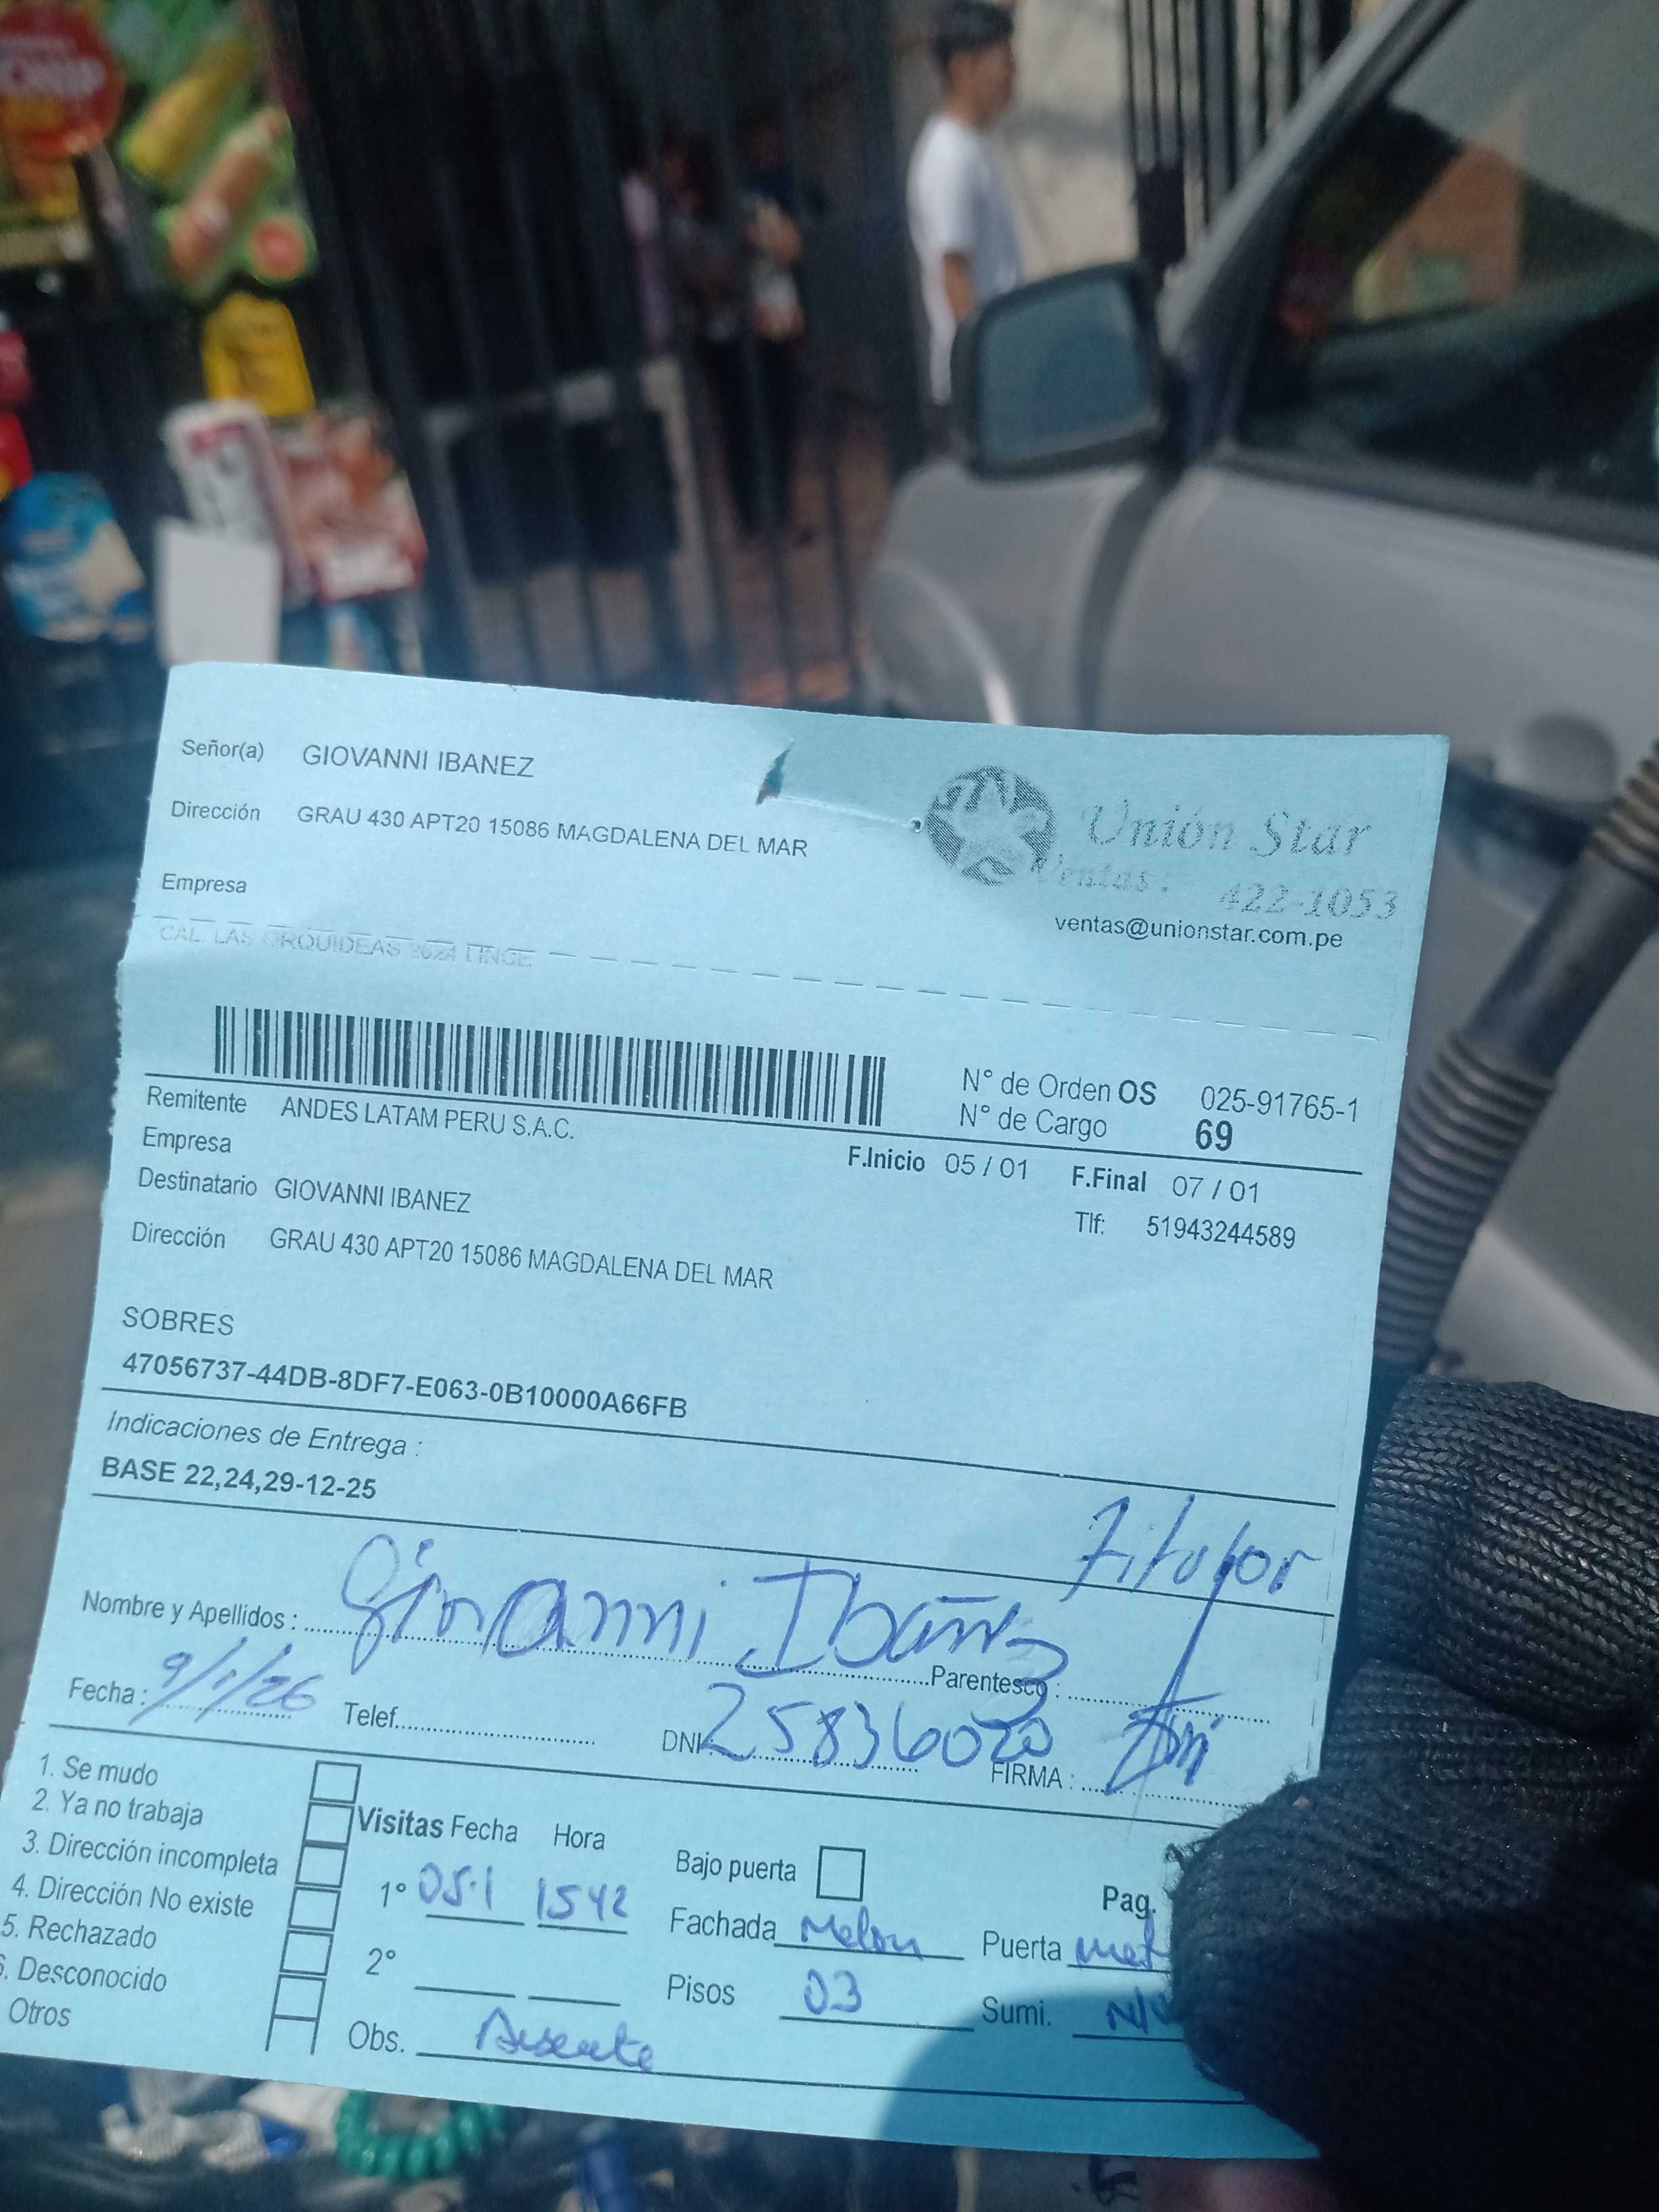 Señor(a) GIOVANNI IBANEZ
Dirección GRAU 430 APT20 15086 MAGDALENA DEL MAR
Empresa
CAL. LAS ORQUIDEAS 2624 LINCE
Unión Star
Ventas: 422-1053
ventas@unionstar.com.pe
N° de Orden OS 025-91765-1
N° de Cargo 69
Remitente ANDES LATAM PERU S.A.C.
Empresa
F.Inicio 05 / 01 F.Final 07 / 01
Destinatario GIOVANNI IBANEZ
Tlf: 51943244589
Dirección GRAU 430 APT20 15086 MAGDALENA DEL MAR
SOBRES
47056737-44DB-8DF7-E063-0B10000A66FB
Indicaciones de Entrega :
BASE 22,24,29-12-25
Titular
Nombre y Apellidos : Giovanni Ibañez Parentesco :
Fecha : 9/1/26 Telef. DNI: 25836020 FIRMA :
1. Se mudo
2. Ya no trabaja
3. Dirección incompleta
4. Dirección No existe
5. Rechazado
6. Desconocido
Otros
Visitas Fecha Hora
1° 05-1 1542
2°
Obs. Ausente
Bajo puerta
Pag.
Fachada Melon Puerta met
Pisos 03 Sumi.